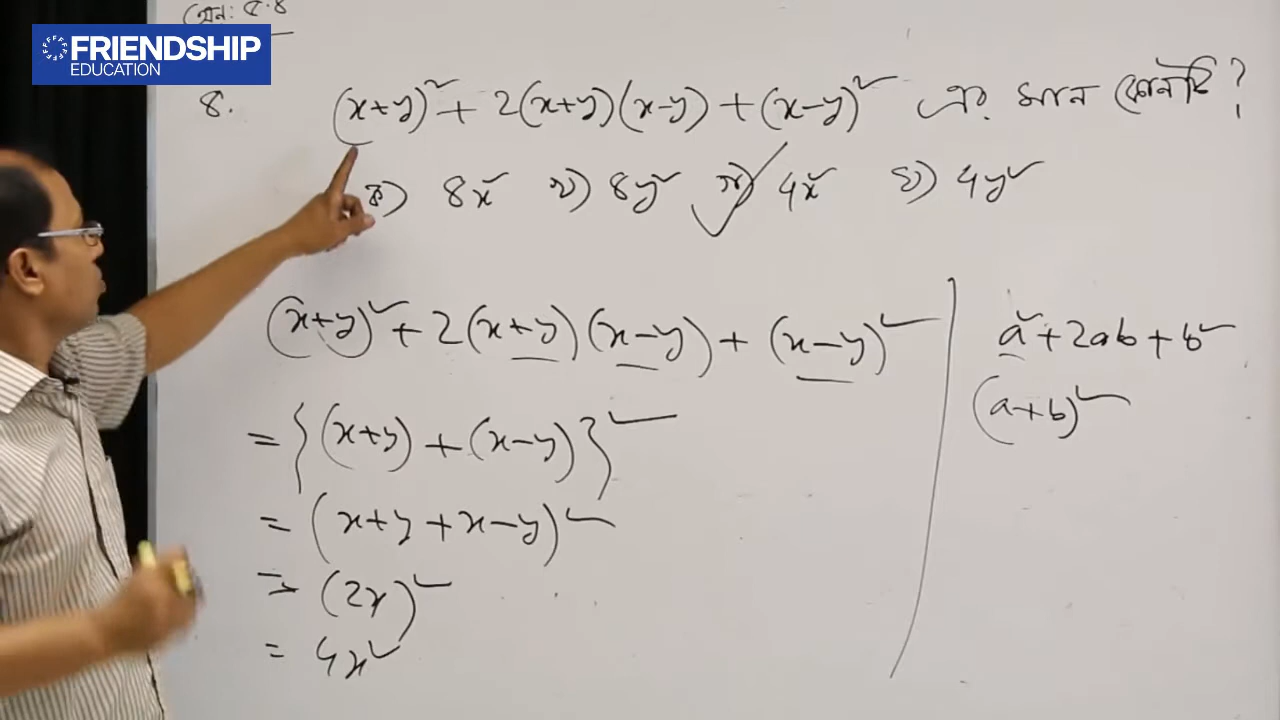 FRIENDSHIP
EDUCATION
৪. (x+y)² + 2(x+y)(x-y) + (x-y)² এর মান কোনটি?
ক) 8x² খ) 8y² গ) 4x² ঘ) 4y²
(x+y)² + 2(x+y)(x-y) + (x-y)²
= {(x+y) + (x-y)}²
= (x+y+x-y)²
= (2x)²
= 4x²
a² + 2ab + b²
(a+b)²